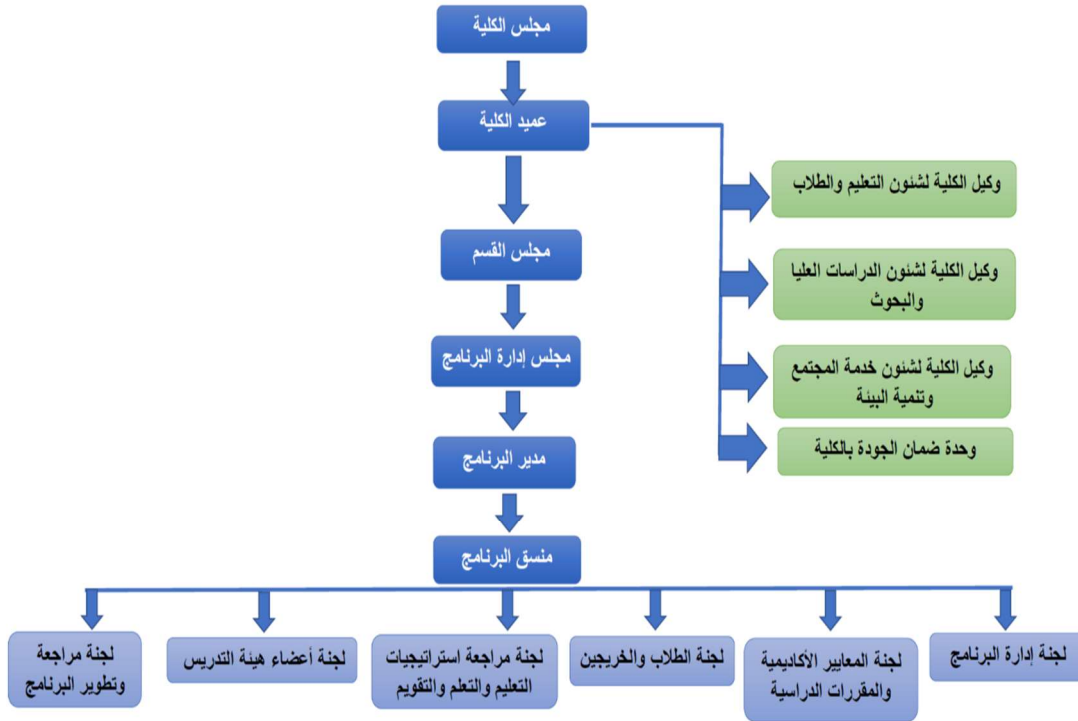 مجلس الكلية
عميد الكلية
وكيل الكلية لشئون التعليم والطلاب
مجلس القسم
وكيل الكلية لشئون الدراسات العليا
والبحوث
مجلس إدارة البرنامج
وكيل الكلية لشئون خدمة المجتمع
وتنمية البيئة
مدير البرنامج
وحدة ضمان الجودة بالكلية
منسق البرنامج
لجنة إدارة البرنامج
لجنة المعايير الأكاديمية
والمقررات الدراسية
لجنة الطلاب والخريجين
لجنة مراجعة استراتيجيات
التعليم والتعلم والتقويم
لجنة أعضاء هيئة التدريس
لجنة مراجعة
وتطوير البرنامج